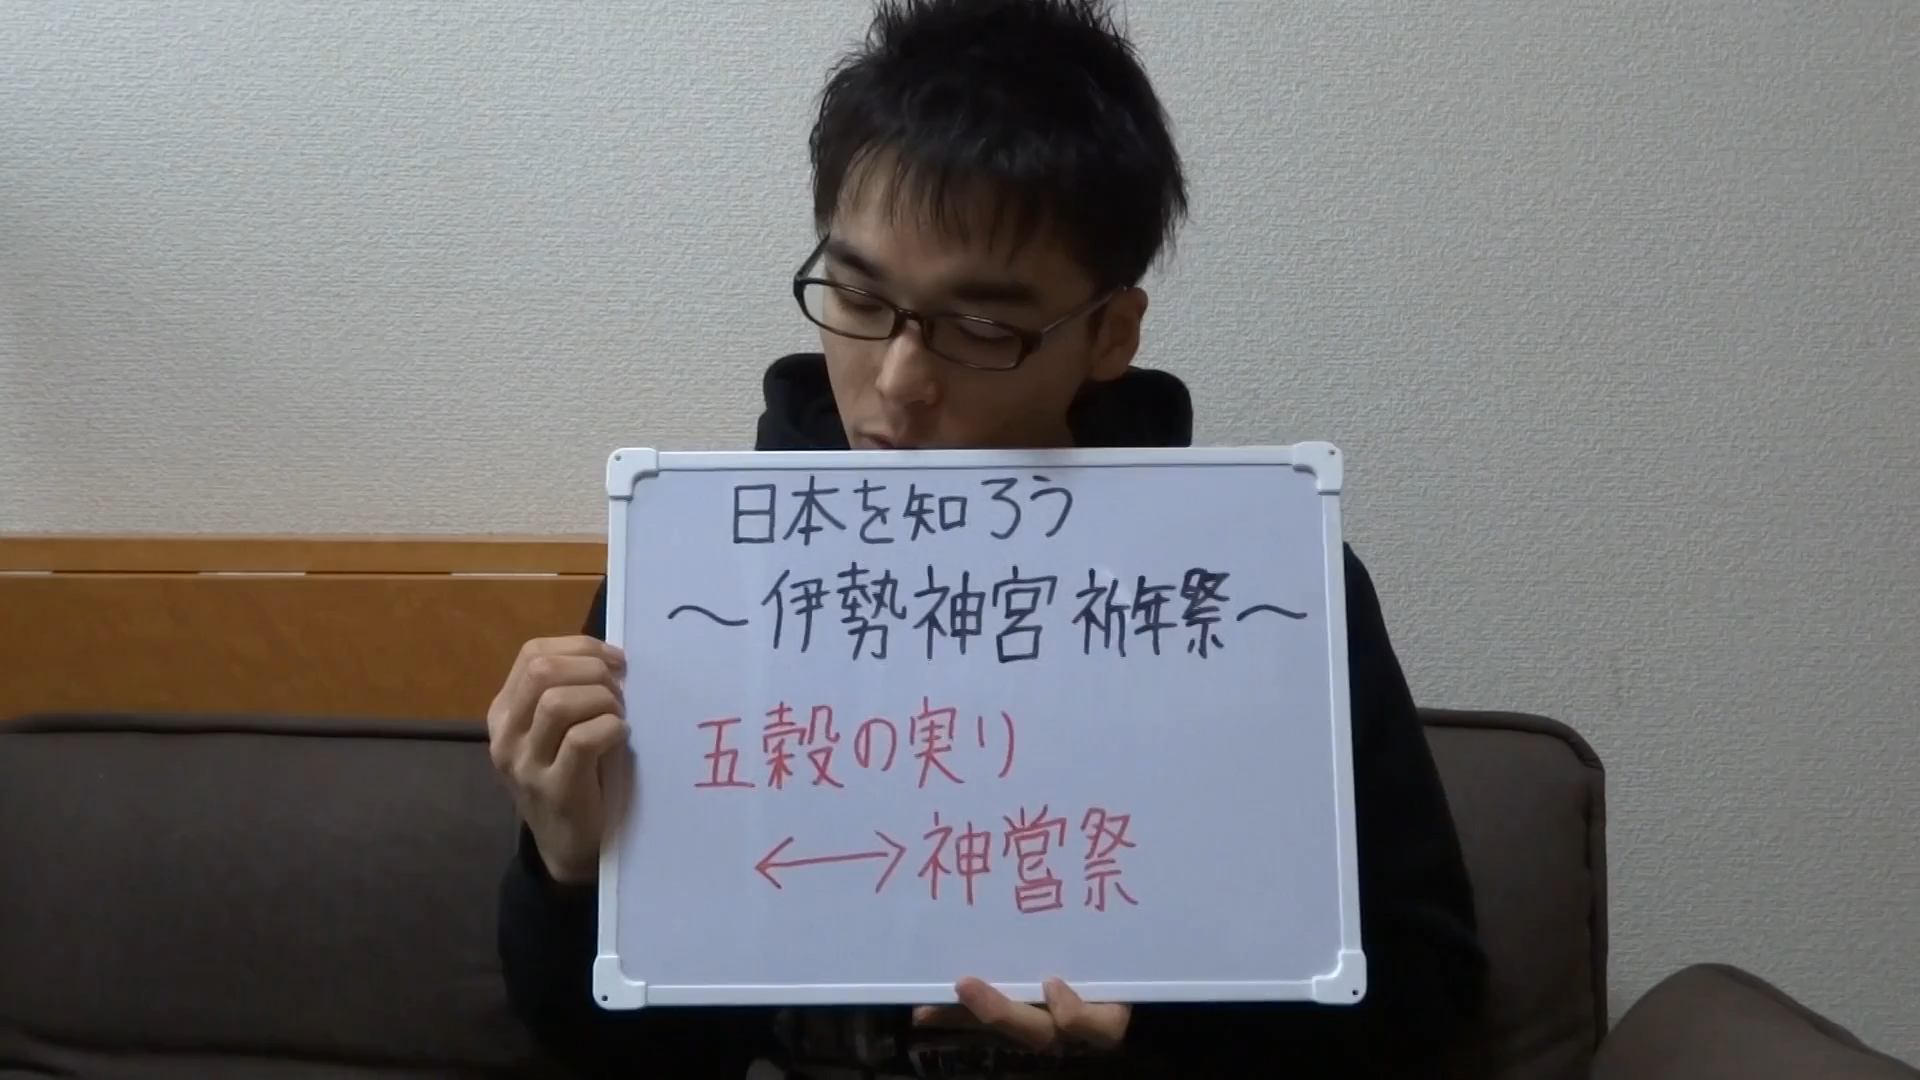 日本を知ろう
～伊勢神宮 祈年祭～
五穀の実り
←→神嘗祭